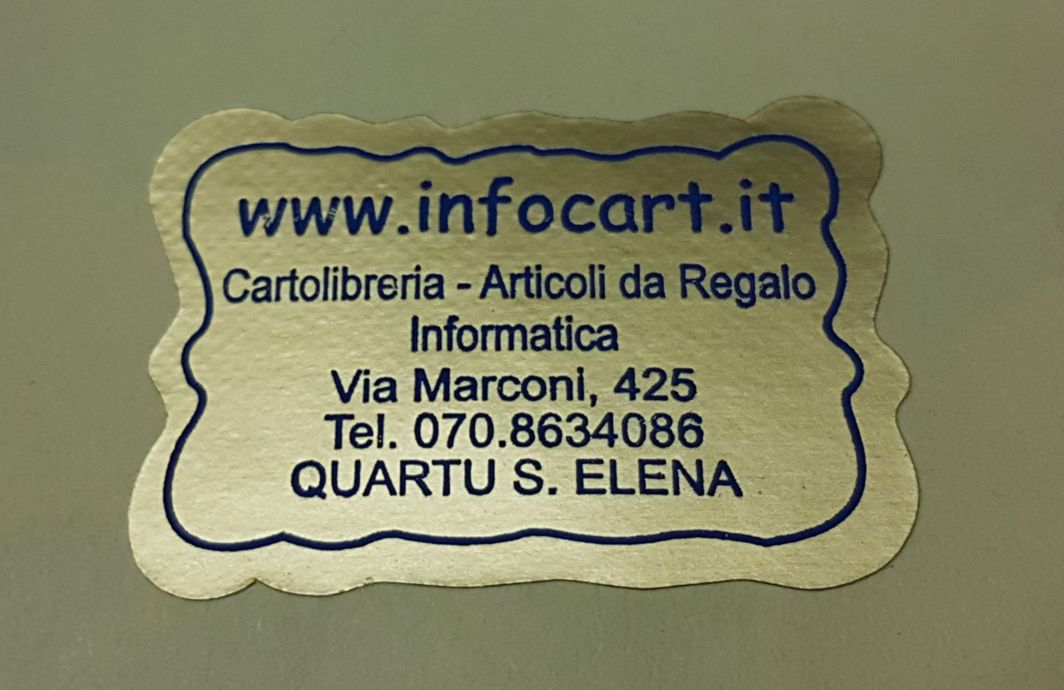 www.infocart.it
Cartolibreria - Articoli da Regalo
Informatica
Via Marconi, 425
Tel. 070.8634086
QUARTU S. ELENA